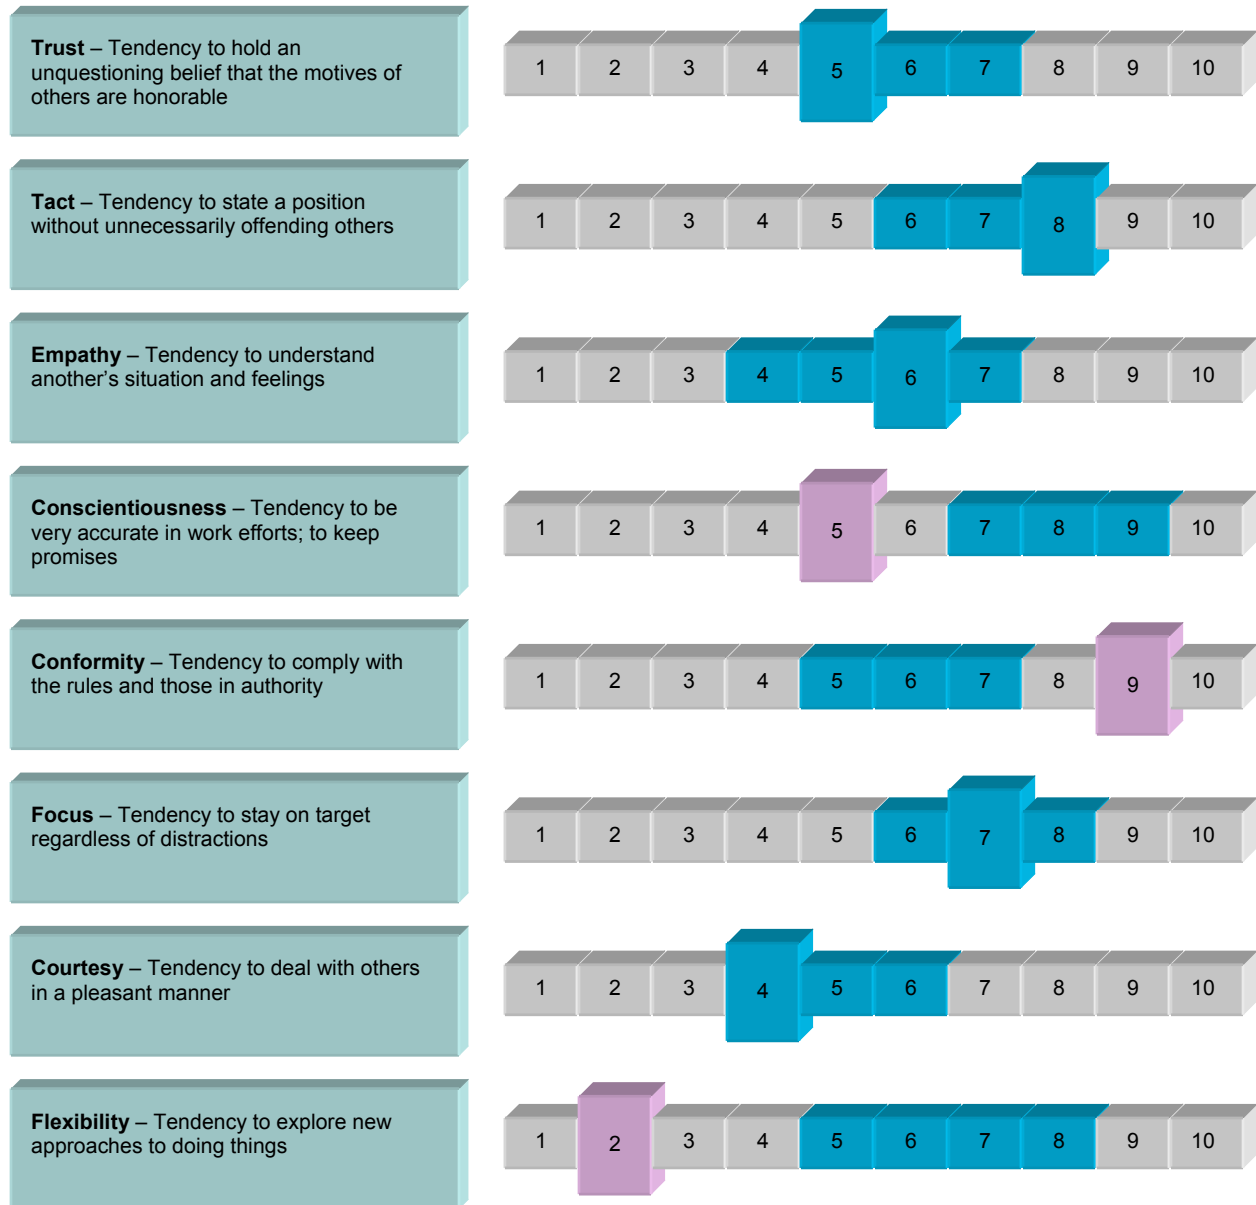 Trust – Tendency to hold an
unquestioning belief that the motives of
others are honorable
1 2 3 4 5 6 7 8 9 10
Tact – Tendency to state a position
without unnecessarily offending others
1 2 3 4 5 6 7 8 9 10
Empathy – Tendency to understand
another’s situation and feelings
1 2 3 4 5 6 7 8 9 10
Conscientiousness – Tendency to be
very accurate in work efforts; to keep
promises
1 2 3 4 5 6 7 8 9 10
Conformity – Tendency to comply with
the rules and those in authority
1 2 3 4 5 6 7 8 9 10
Focus – Tendency to stay on target
regardless of distractions
1 2 3 4 5 6 7 8 9 10
Courtesy – Tendency to deal with others
in a pleasant manner
1 2 3 4 5 6 7 8 9 10
Flexibility – Tendency to explore new
approaches to doing things
1 2 3 4 5 6 7 8 9 10